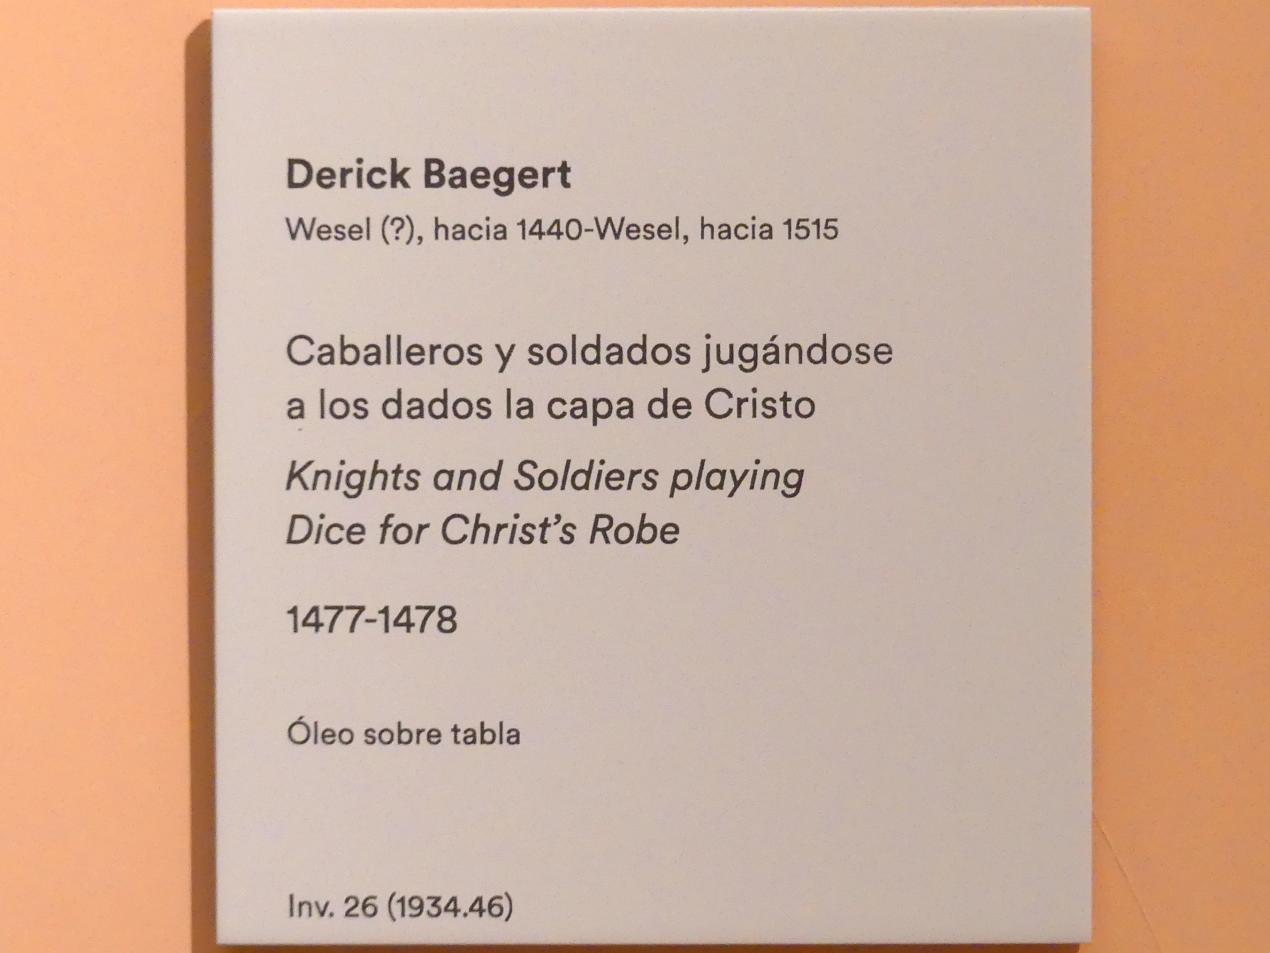 Derick Baegert
Wesel (?), hacia 1440-Wesel, hacia 1515
Caballeros y soldados jugándose
a los dados la capa de Cristo
Knights and Soldiers playing
Dice for Christ's Robe
1477-1478
Óleo sobre tabla
Inv. 26 (1934.46)